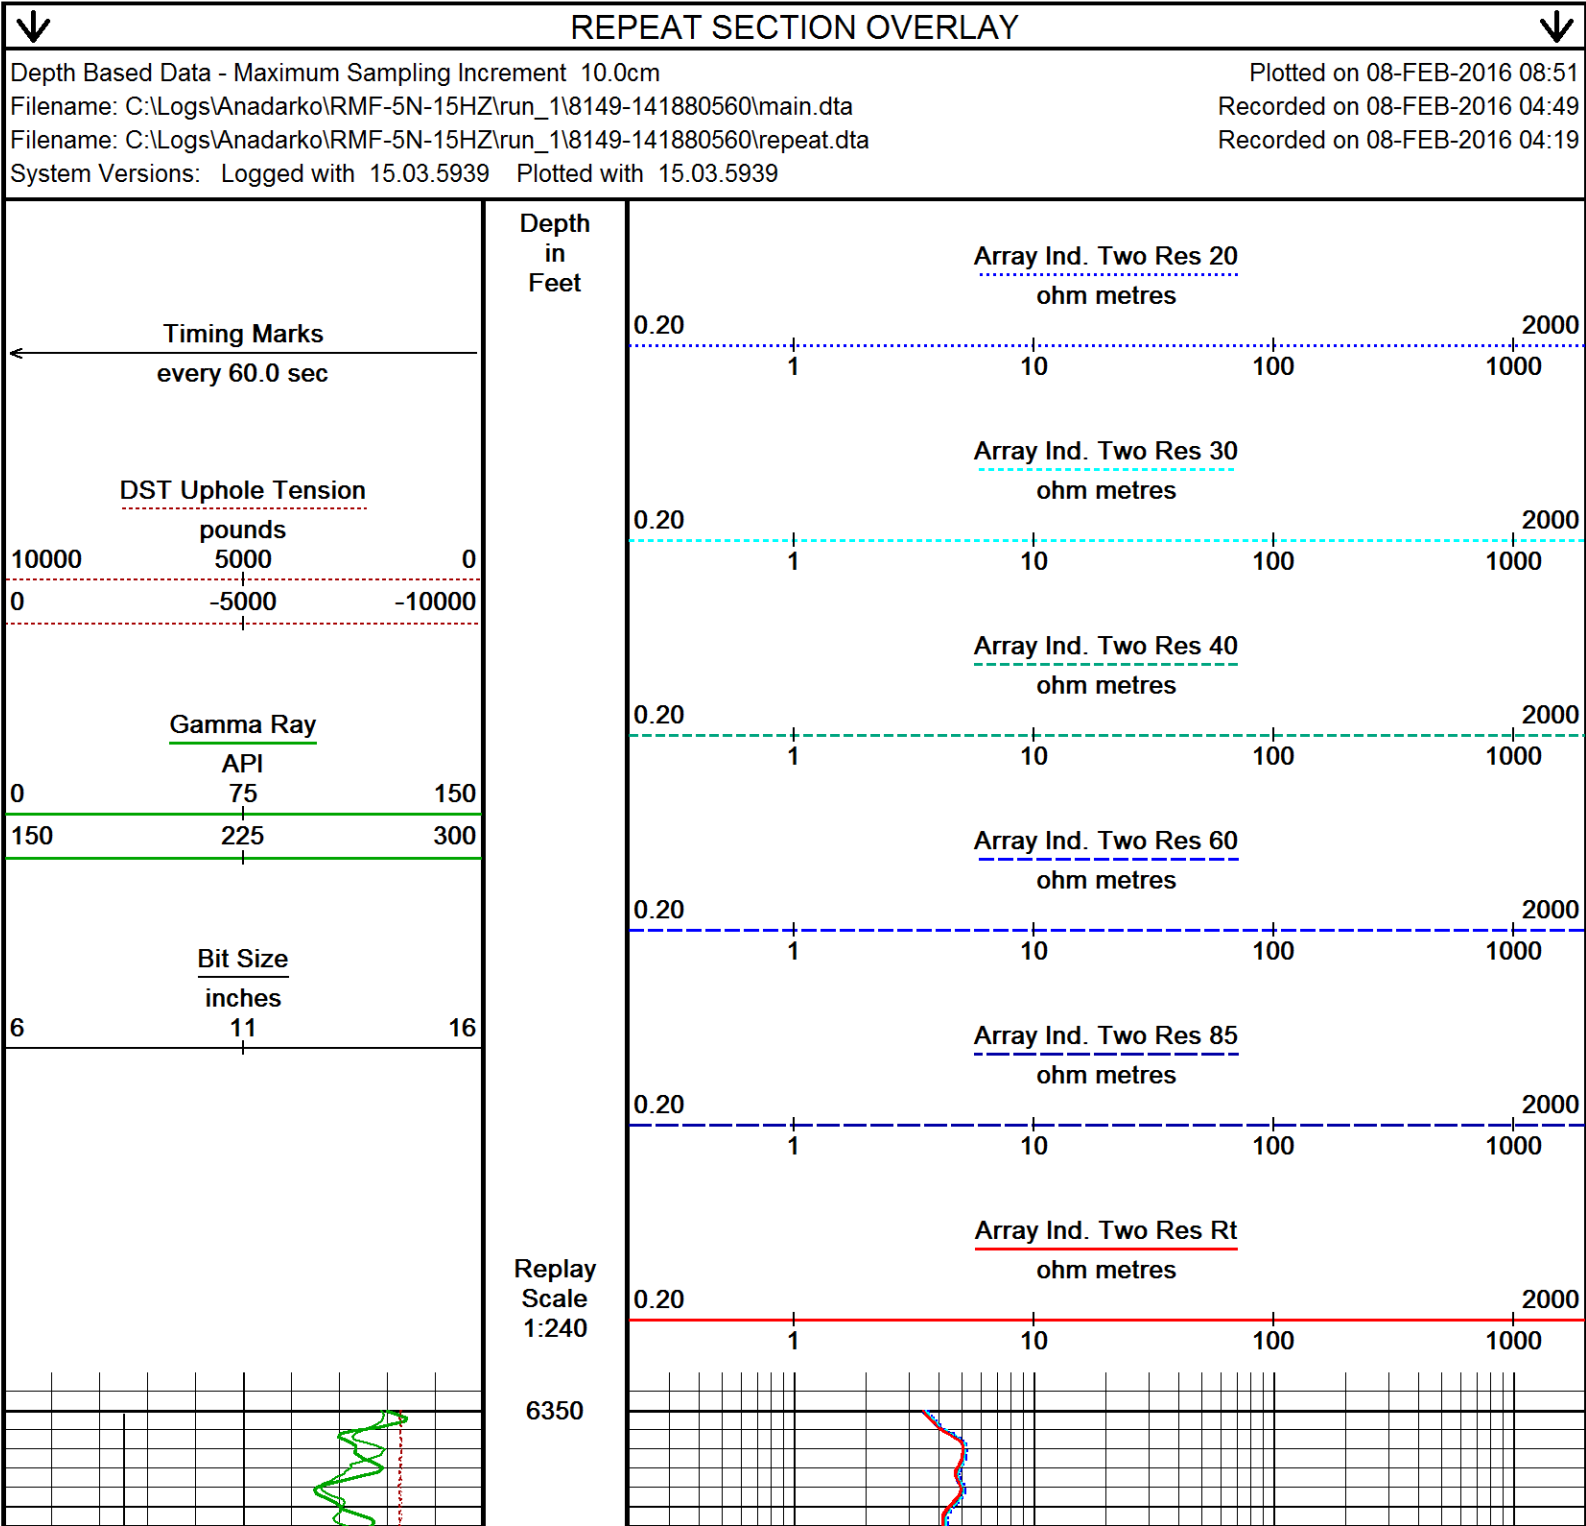 REPEAT SECTION OVERLAY
Depth Based Data - Maximum Sampling Increment 10.0cm
Plotted on 08-FEB-2016 08:51
Filename: C:\Logs\Anadarko\RMF-5N-15HZ\run_1\8149-141880560\main.dta
Recorded on 08-FEB-2016 04:49
Filename: C:\Logs\Anadarko\RMF-5N-15HZ\run_1\8149-141880560\repeat.dta
Recorded on 08-FEB-2016 04:19
System Versions: Logged with 15.03.5939 Plotted with 15.03.5939
Timing Marks
every 60.0 sec
DST Uphole Tension
pounds
10000 5000 0
0 -5000 -10000
Gamma Ray
API
0 75 150
150 225 300
Bit Size
inches
6 11 16
Depth
in
Feet
Replay
Scale
1:240
6350
Array Ind. Two Res 20
ohm metres
0.20 2000
1 10 100 1000
Array Ind. Two Res 30
ohm metres
0.20 2000
1 10 100 1000
Array Ind. Two Res 40
ohm metres
0.20 2000
1 10 100 1000
Array Ind. Two Res 60
ohm metres
0.20 2000
1 10 100 1000
Array Ind. Two Res 85
ohm metres
0.20 2000
1 10 100 1000
Array Ind. Two Res Rt
ohm metres
0.20 2000
1 10 100 1000